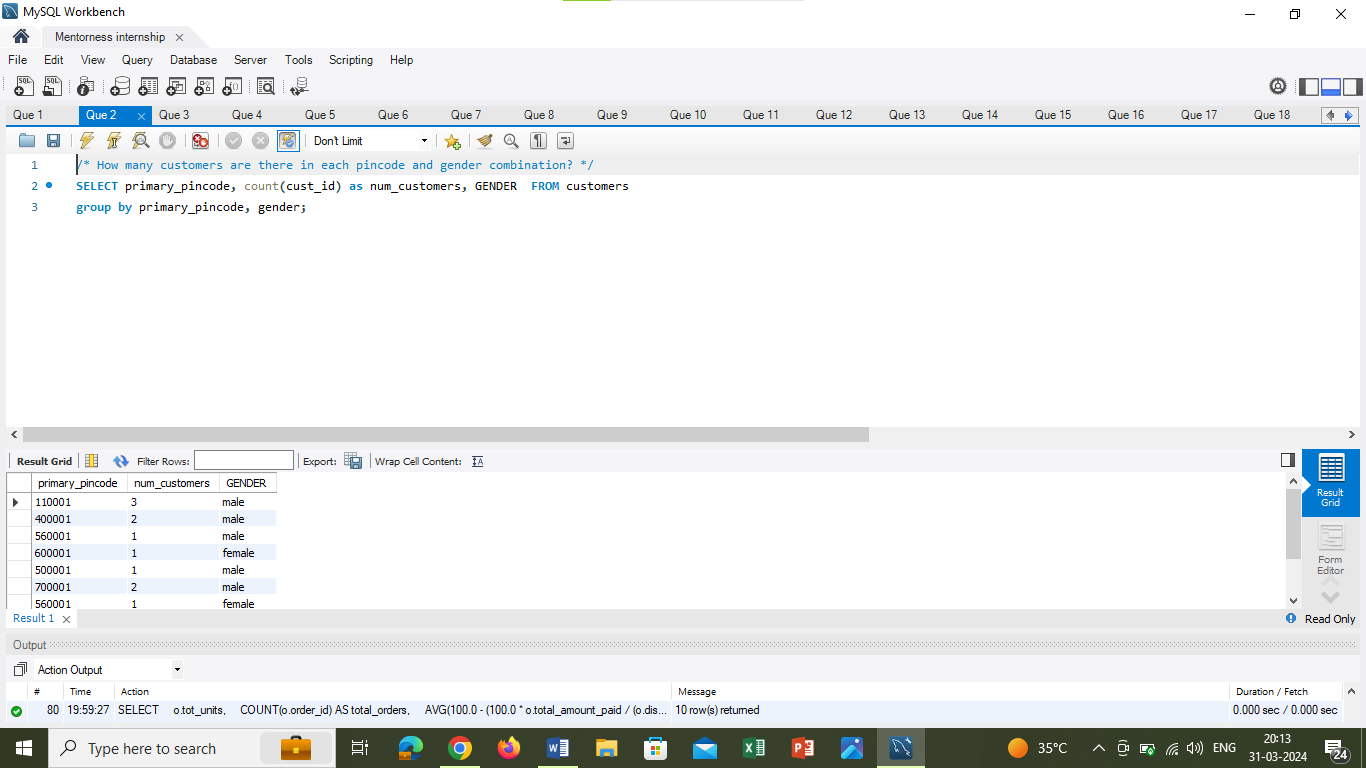 MySQL Workbench
Mentorness internship
File Edit View Query Database Server Tools Scripting Help
Que 1 Que 2 Que 3 Que 4 Que 5 Que 6 Que 7 Que 8 Que 9 Que 10 Que 11 Que 12 Que 13 Que 14 Que 15 Que 16 Que 17 Que 18
Don't Limit
1 /* How many customers are there in each pincode and gender combination? */
2 SELECT primary_pincode, count(cust_id) as num_customers, GENDER FROM customers
3 group by primary_pincode, gender;
Result Grid Filter Rows: Export: Wrap Cell Content:
primary_pincode num_customers GENDER
110001 3 male
400001 2 male
560001 1 male
600001 1 female
500001 1 male
700001 2 male
560001 1 female
Result Grid
Form Editor
Result 1 Read Only
Output
Action Output
# Time Action Message Duration / Fetch
80 19:59:27 SELECT o.tot_units, COUNT(o.order_id) AS total_orders, AVG(100.0 - (100.0 * o.total_amount_paid / (o.dis... 10 row(s) returned 0.000 sec / 0.000 sec
Type here to search 35°C ENG 20:13
31-03-2024 24